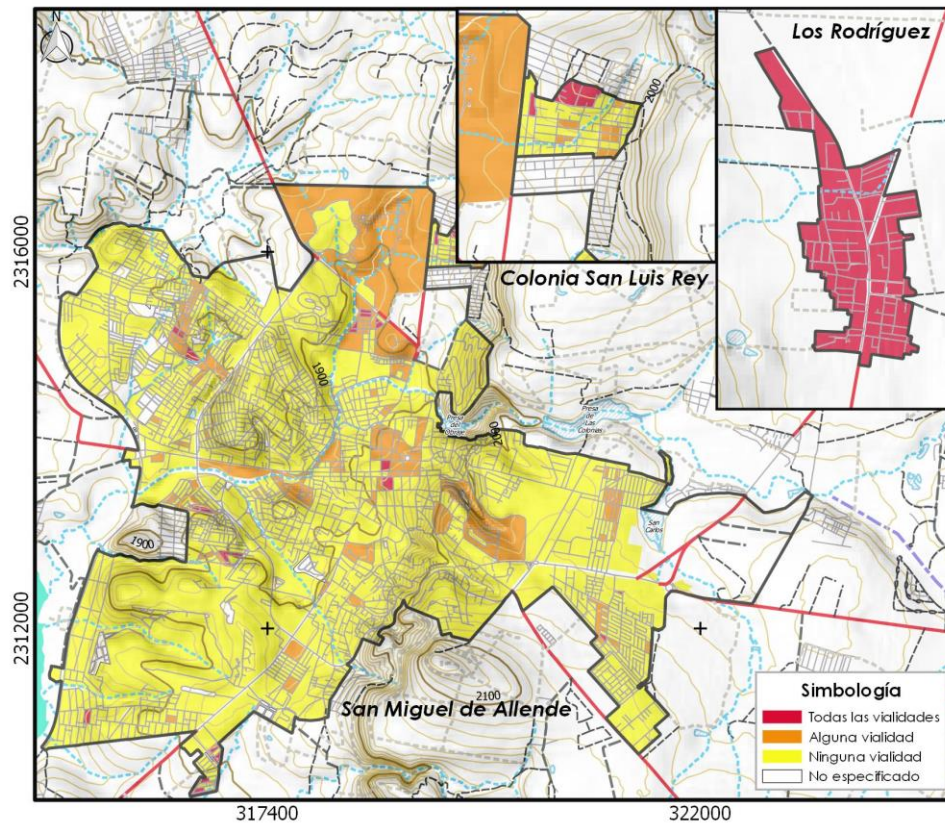 N
Los Rodríguez
2000
Colonia San Luis Rey
2316000
1900
Presa
del
Obraje
Presa
de Las
Colonias
2000
1900
San
Carlos
2312000
2100
San Miguel de Allende
Simbología
Todas las vialidades
Alguna vialidad
Ninguna vialidad
No especificado
317400
322000